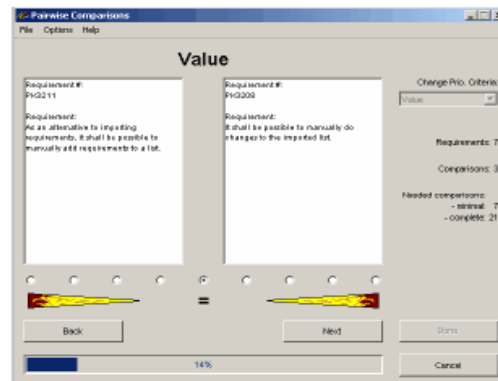 Pairwise Comparisons
File Options Help
Value
Requirement #:
PH3211
Requirement:
As an alternative to importing
requirements, it shall be possible to
manually add requirements to a list.
Requirement #:
PH3208
Requirement:
It shall be possible to manually do
changes to the imported list.
Change Prio. Criteria:
Value
Requirements: 7
Comparisons: 3
Needed comparisons:
- minimal: 7
- complete: 21
=
Back
Next
Done
14%
Cancel